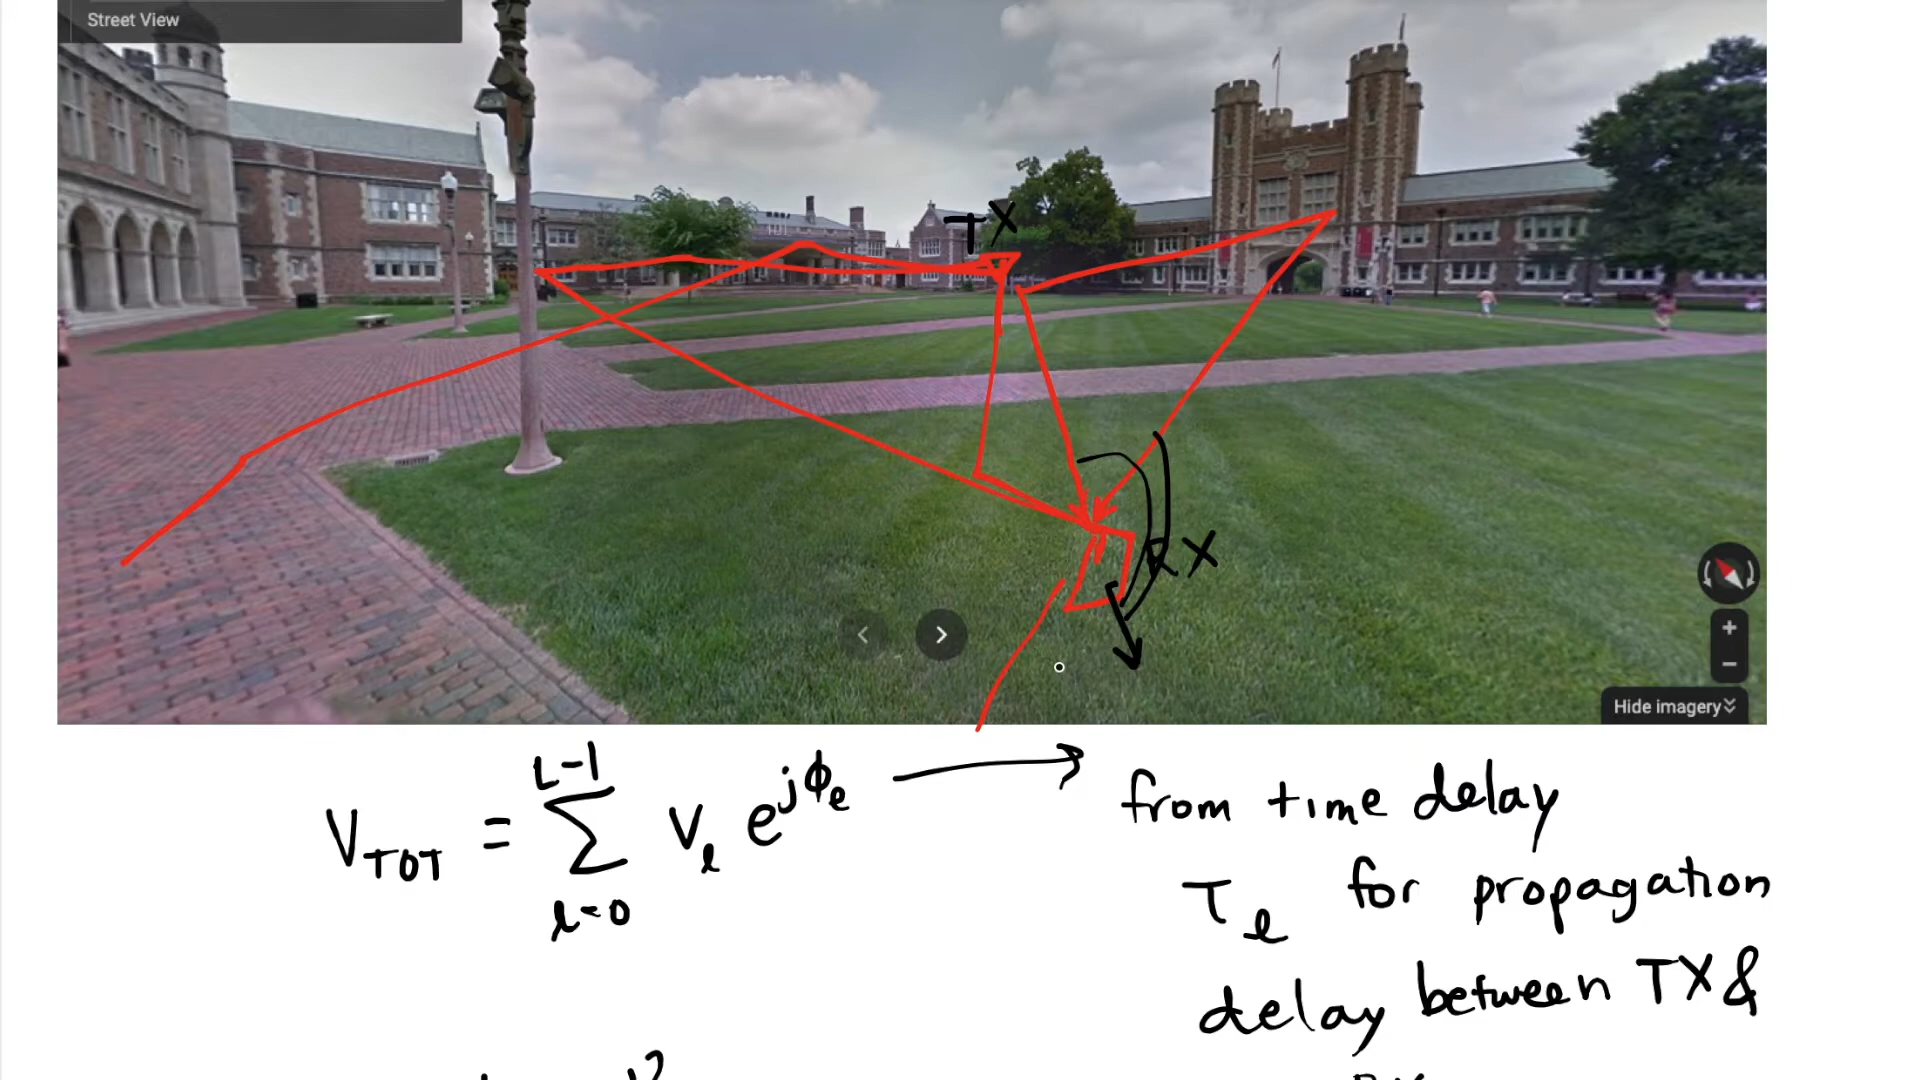 Street View
TX
RX
Hide imagery
V_TOT = L-1 Σ l=0 V_l e^jϕ_l → from time delay
τ_l for propagation
delay between TX &